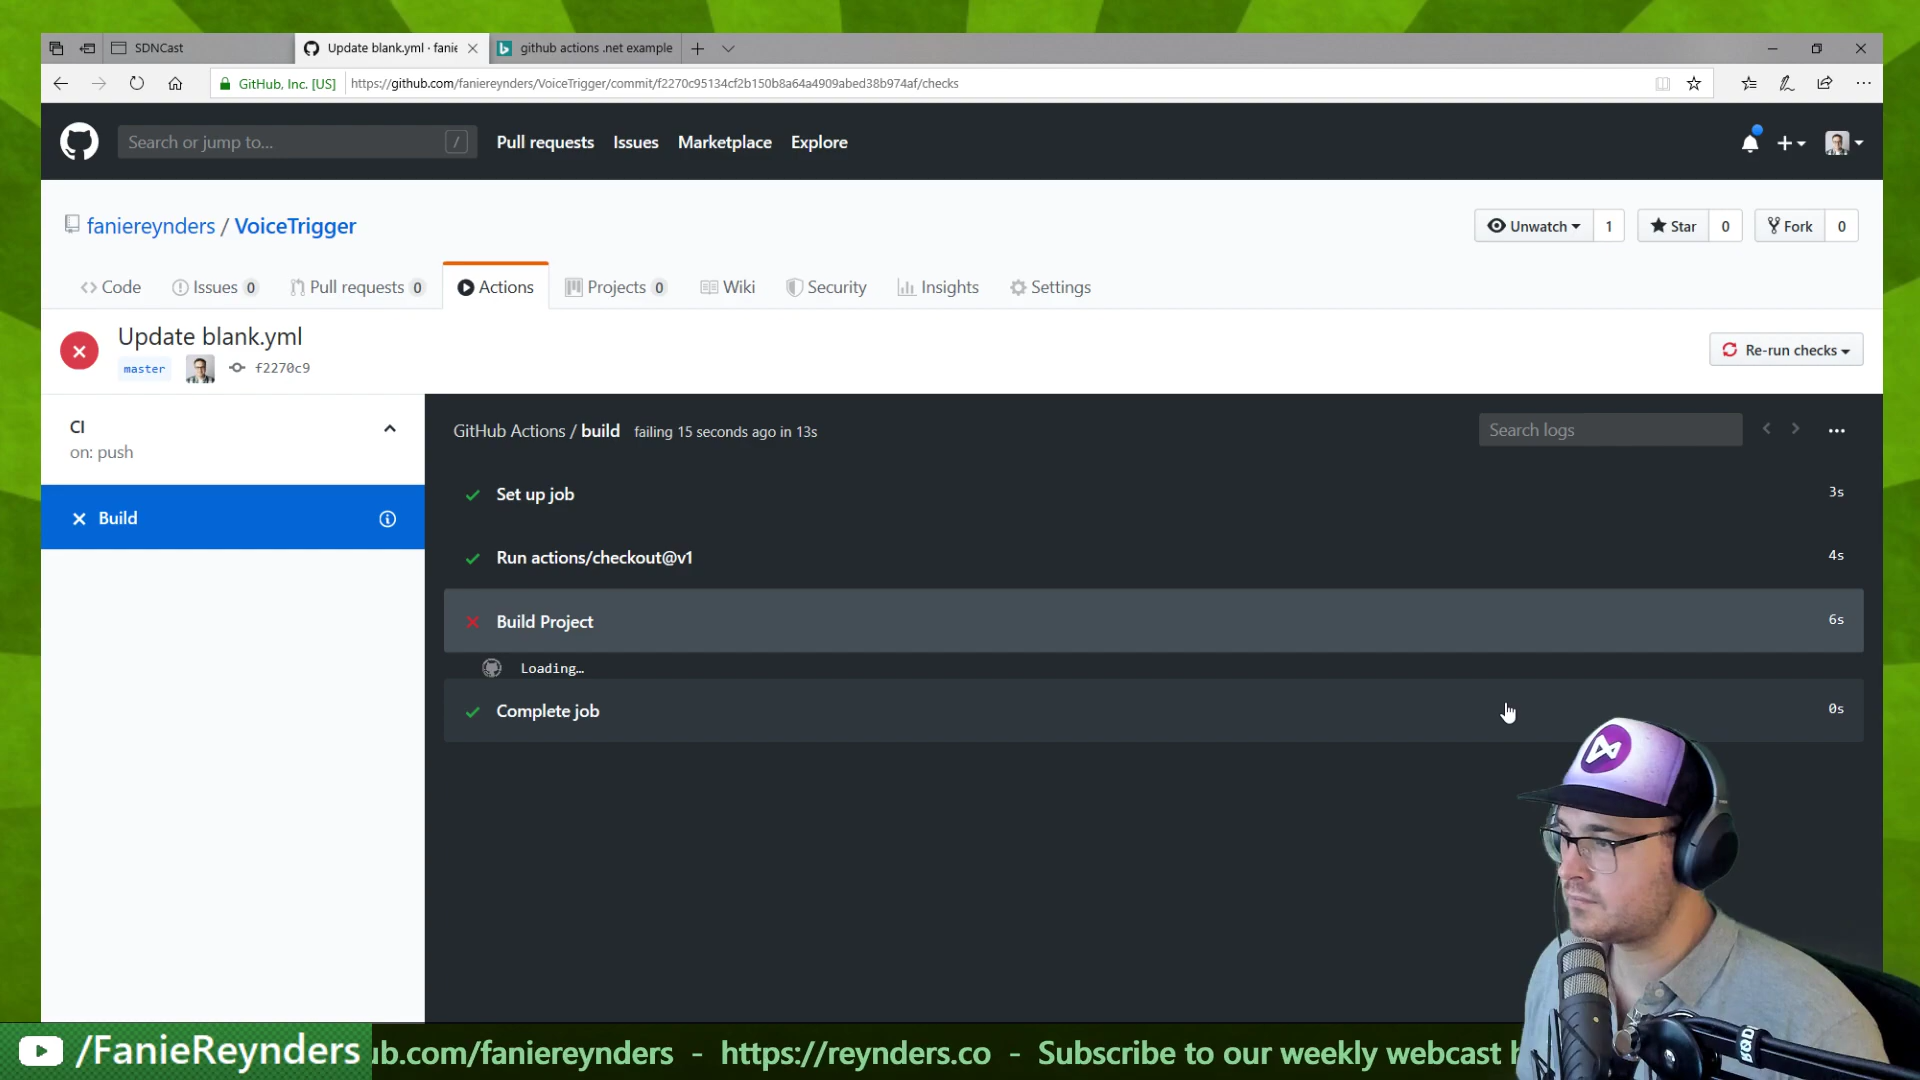 SDNCast
Update blank.yml · fanie
github actions .net example
GitHub, Inc. [US]
https://github.com/faniereynders/VoiceTrigger/commit/f2270c95134cf2b150b8a64a4909abed38b974af/checks
Search or jump to...
/
Pull requests
Issues
Marketplace
Explore
faniereynders / VoiceTrigger
Unwatch
1
Star
0
Fork
0
Code
Issues 0
Pull requests 0
Actions
Projects 0
Wiki
Security
Insights
Settings
Update blank.yml
master
f2270c9
Re-run checks
CI
on: push
Build
GitHub Actions / build failing 15 seconds ago in 13s
Search logs
Set up job
3s
Run actions/checkout@v1
4s
Build Project
6s
Loading…
Complete job
0s
/FanieReynders
ub.com/faniereynders - https://reynders.co - Subscribe to our weekly webcast